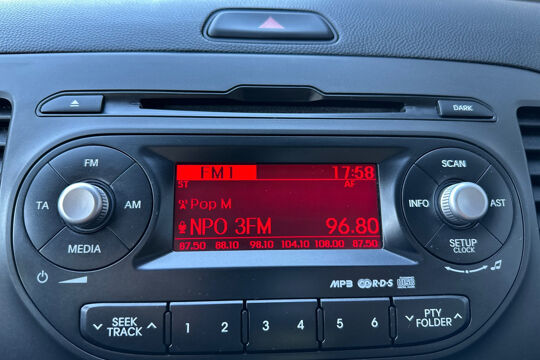 DARK
FM 1 17:58
ST AF
Pop M
NPO 3FM 96.80
87.50 88.10 98.10 104.10 108.00 87.50
FM
TA AM
MEDIA
SCAN
INFO AST
SETUP
CLOCK
MP3 R·D·S
SEEK
TRACK
1 2 3 4 5 6
PTY
FOLDER